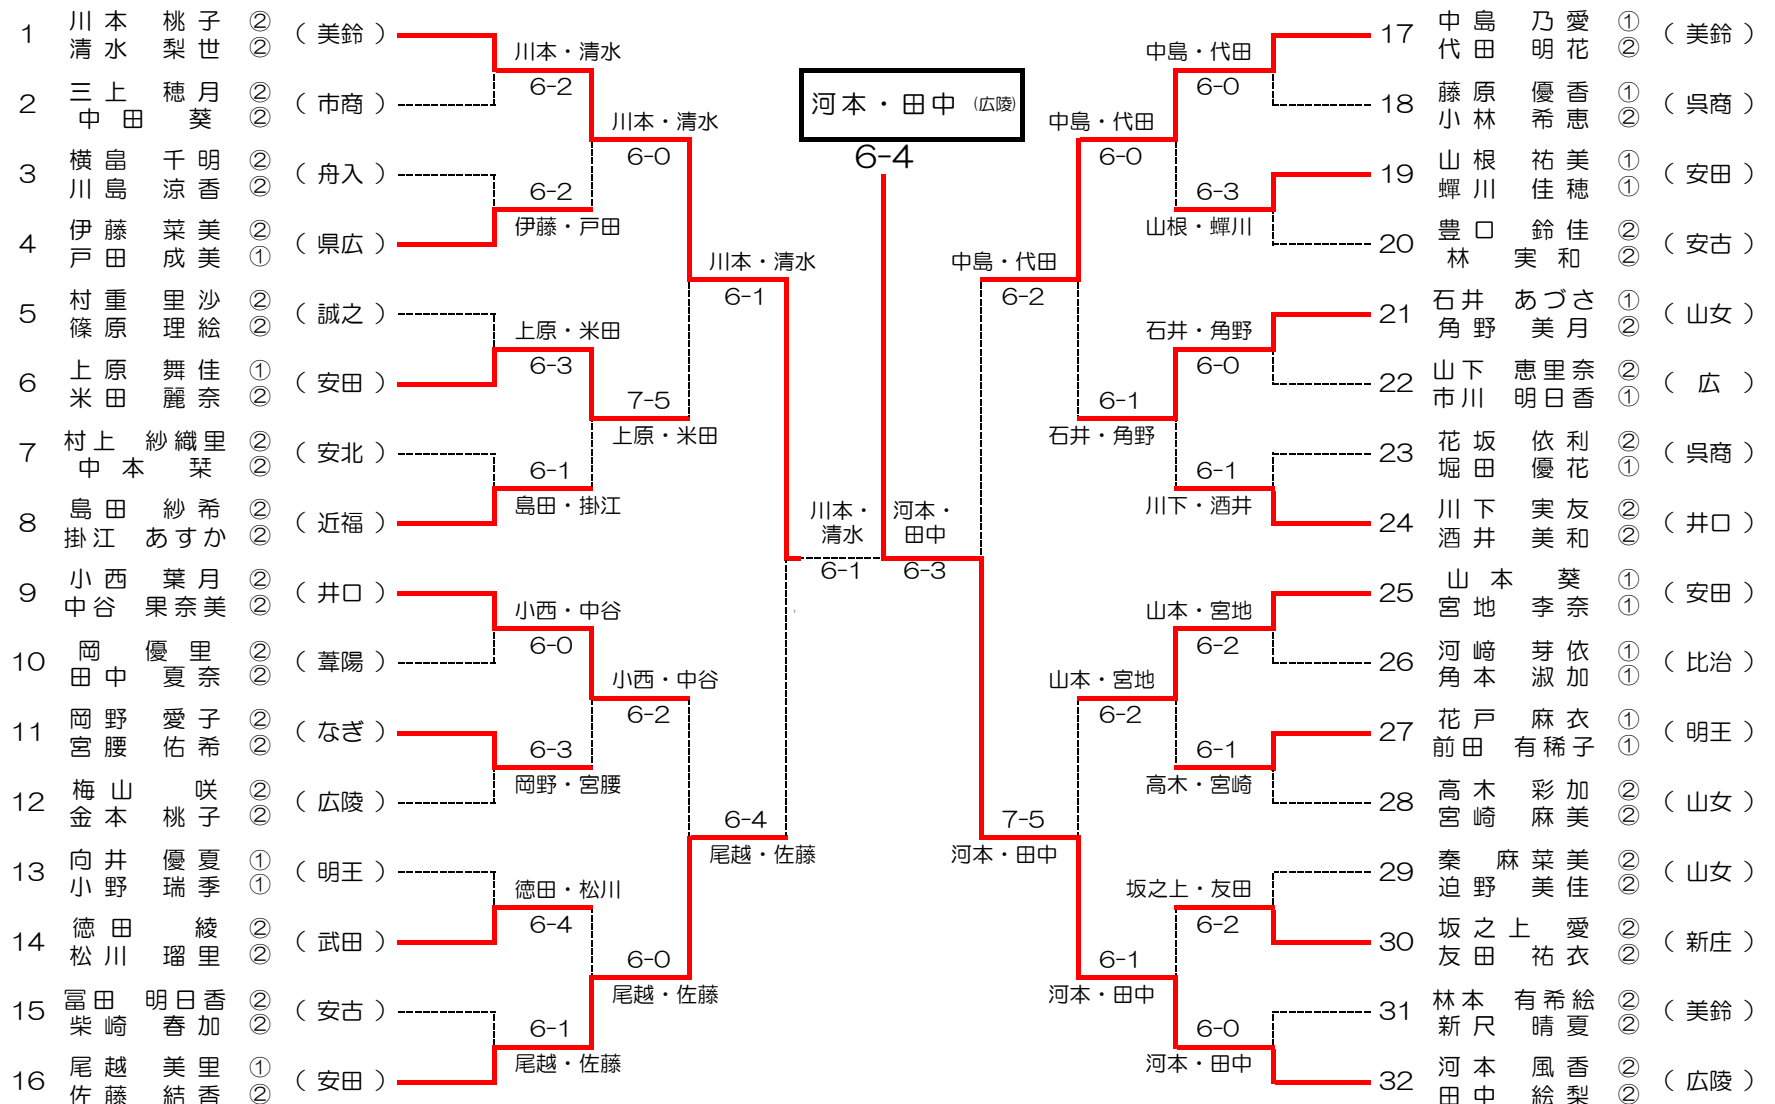 1 川本 桃子 ② （美鈴）
清水 梨世 ②
2 三上 穂月 ② （市商）
中田 葵 ②
3 横畠 千明 ② （舟入）
川島 涼香 ②
4 伊藤 菜美 ② （県広）
戸田 成美 ①
5 村重 里沙 ② （誠之）
篠原 理絵 ②
6 上原 舞佳 ① （安田）
米田 麗奈 ②
7 村上 紗織里 ② （安北）
中本 栞 ②
8 島田 紗希 ② （近福）
掛江 あすか ②
9 小西 葉月 ② （井口）
中谷 果奈美 ②
10 岡 優里 ② （葦陽）
田中 夏奈 ②
11 岡野 愛子 ② （なぎ）
宮腰 佑希 ②
12 梅山 咲 ② （広陵）
金本 桃子 ②
13 向井 優夏 ① （明王）
小野 瑞季 ①
14 徳田 綾 ② （武田）
松川 瑠里 ②
15 冨田 明日香 ② （安古）
柴崎 春加 ②
16 尾越 美里 ① （安田）
佐藤 結香 ②
川本・清水
6-2
6-2
伊藤・戸田
上原・米田
6-3
6-1
島田・掛江
小西・中谷
6-0
6-3
岡野・宮腰
徳田・松川
6-4
6-1
尾越・佐藤
川本・清水
6-0
7-5
上原・米田
小西・中谷
6-2
6-0
尾越・佐藤
川本・清水
6-1
6-4
尾越・佐藤
川本・
清水
6-1
河本・田中 （広陵）
6-4
河本・
田中
6-3
中島・代田
6-2
7-5
河本・田中
中島・代田
6-0
6-1
石井・角野
山本・宮地
6-2
6-1
河本・田中
中島・代田
6-0
6-3
山根・蟬川
石井・角野
6-0
6-1
川下・酒井
山本・宮地
6-2
6-1
高木・宮崎
坂之上・友田
6-2
6-0
河本・田中
17 中島 乃愛 ① （美鈴）
代田 明花 ②
18 藤原 優香 ① （呉商）
小林 希恵 ②
19 山根 祐美 ① （安田）
蟬川 佳穂 ①
20 豊口 鈴佳 ② （安古）
林 実和 ②
21 石井 あづさ ① （山女）
角野 美月 ②
22 山下 恵里奈 ② （広）
市川 明日香 ①
23 花坂 依利 ② （呉商）
堀田 優花 ①
24 川下 実友 ② （井口）
酒井 美和 ②
25 山本 葵 ① （安田）
宮地 李奈 ①
26 河﨑 芽依 ① （比治）
角本 淑加 ①
27 花戸 麻衣 ① （明王）
前田 有稀子 ①
28 高木 彩加 ② （山女）
宮崎 麻美 ②
29 秦 麻菜美 ② （山女）
迫野 美佳 ②
30 坂之上 愛 ② （新庄）
友田 祐衣 ②
31 林本 有希絵 ② （美鈴）
新尺 晴夏 ②
32 河本 風香 ② （広陵）
田中 絵梨 ②